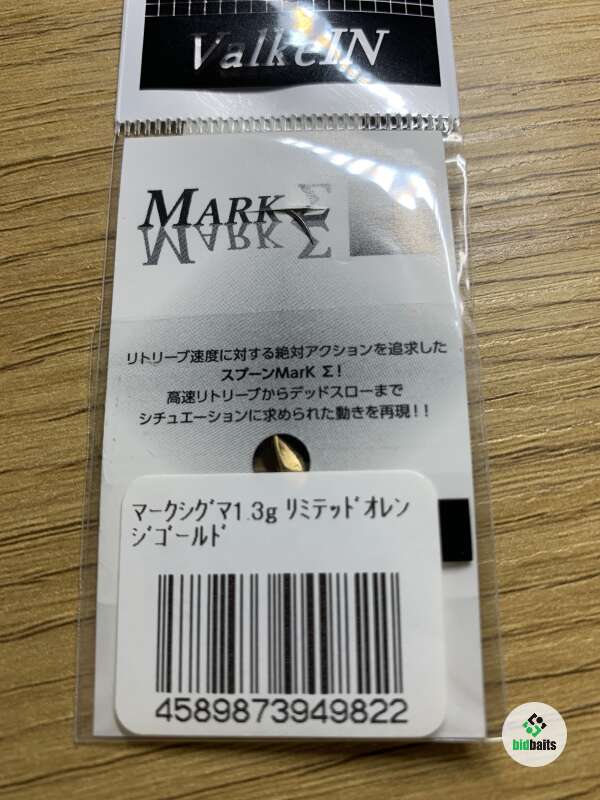 ValkeIN
MARK Σ
リトリーブ速度に対する絶対アクションを追求した
スプーンMarK Σ!
高速リトリーブからデッドスローまで
シチュエーションに求められた動きを再現!!
ﾏｰｸｼｸﾞﾏ1.3g ﾘﾐﾃｯﾄﾞｵﾚﾝ
ｼﾞｺﾞｰﾙﾄﾞ
4589873949822
bidbaits